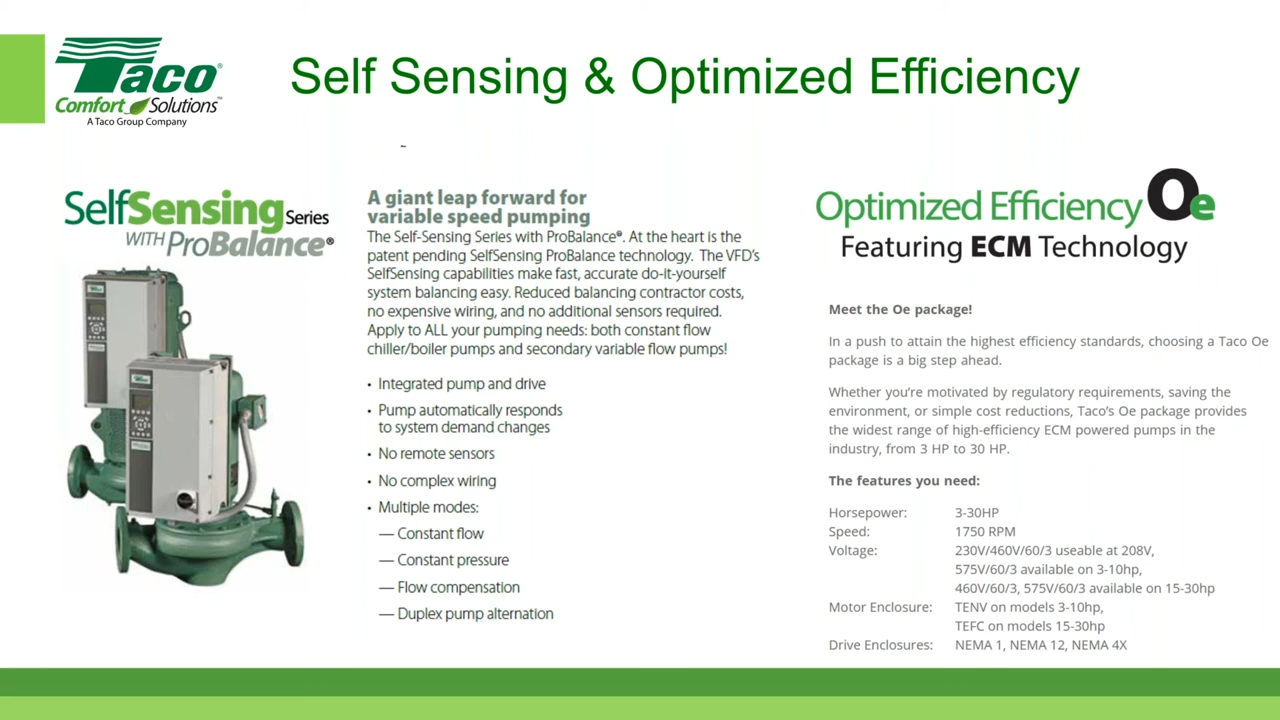 Taco®
Comfort Solutions™
A Taco Group Company
Self Sensing & Optimized Efficiency
SelfSensing Series
WITH ProBalance®
A giant leap forward for
variable speed pumping
The Self-Sensing Series with ProBalance®. At the heart is the
patent pending SelfSensing ProBalance technology. The VFD’s
SelfSensing capabilities make fast, accurate do-it-yourself
system balancing easy. Reduced balancing contractor costs,
no expensive wiring, and no additional sensors required.
Apply to ALL your pumping needs: both constant flow
chiller/boiler pumps and secondary variable flow pumps!
• Integrated pump and drive
• Pump automatically responds
to system demand changes
• No remote sensors
• No complex wiring
• Multiple modes:
— Constant flow
— Constant pressure
— Flow compensation
— Duplex pump alternation
Optimized Efficiency Oe
Featuring ECM Technology
Meet the Oe package!
In a push to attain the highest efficiency standards, choosing a Taco Oe
package is a big step ahead.
Whether you’re motivated by regulatory requirements, saving the
environment, or simple cost reductions, Taco’s Oe package provides
the widest range of high-efficiency ECM powered pumps in the
industry, from 3 HP to 30 HP.
The features you need:
Horsepower: 3-30HP
Speed: 1750 RPM
Voltage: 230V/460V/60/3 useable at 208V,
575V/60/3 available on 3-10hp,
460V/60/3, 575V/60/3 available on 15-30hp
Motor Enclosure: TENV on models 3-10hp,
TEFC on models 15-30hp
Drive Enclosures: NEMA 1, NEMA 12, NEMA 4X